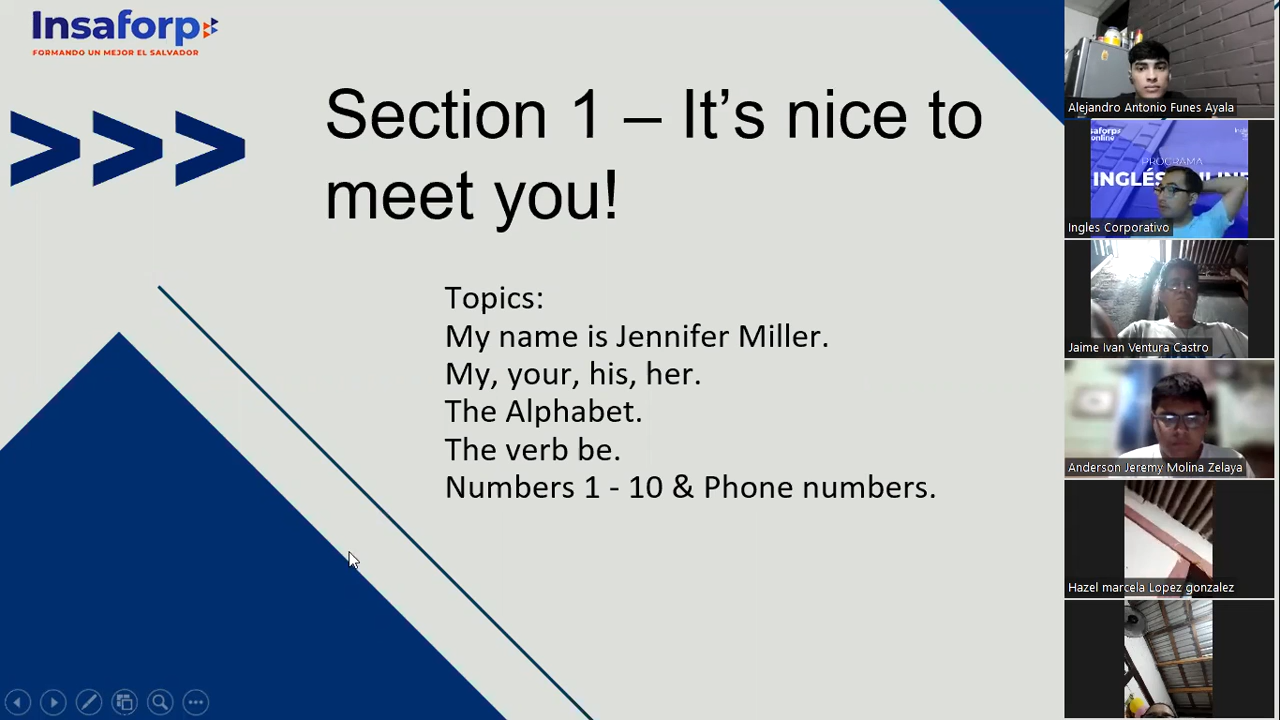 Insaforp
FORMANDO UN MEJOR EL SALVADOR
>>>
Section 1 – It’s nice to
meet you!
Topics:
My name is Jennifer Miller.
My, your, his, her.
The Alphabet.
The verb be.
Numbers 1 - 10 & Phone numbers.
Alejandro Antonio Funes Ayala
PROGRAMA
Ingles Corporativo
Jaime Ivan Ventura Castro
Anderson Jeremy Molina Zelaya
Hazel marcela Lopez gonzalez